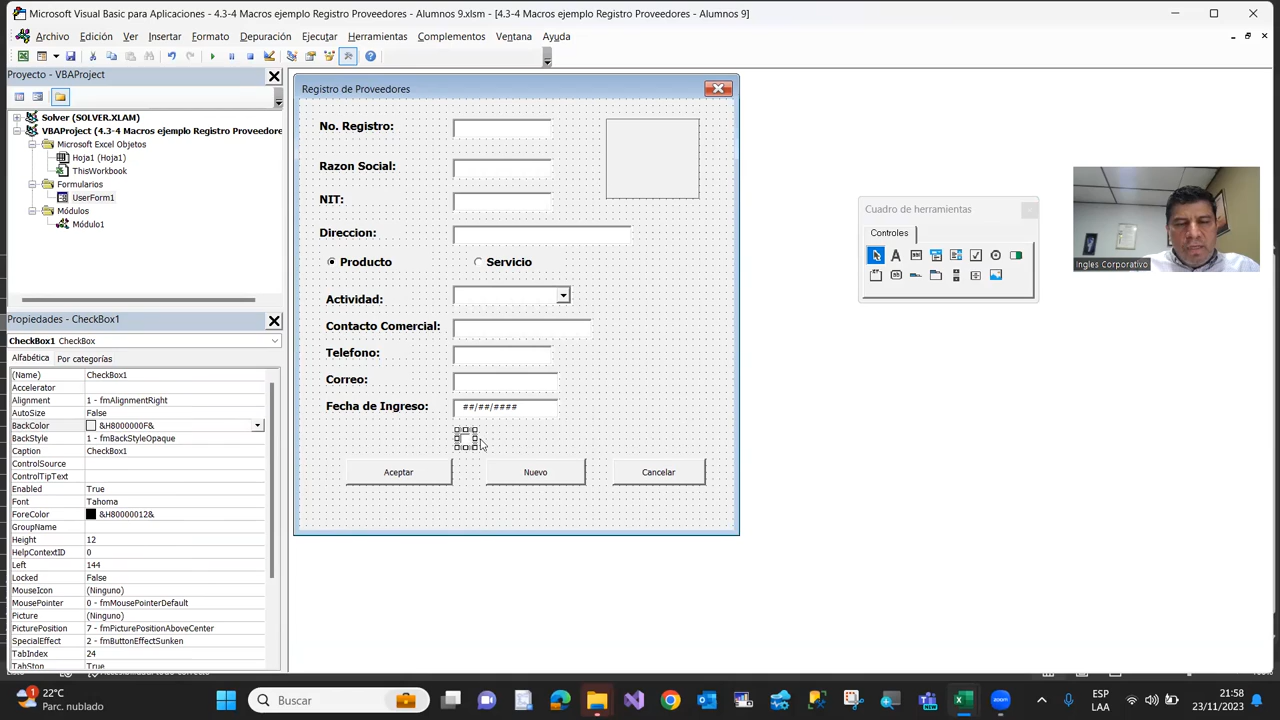 Microsoft Visual Basic para Aplicaciones - 4.3-4 Macros ejemplo Registro Proveedores - Alumnos 9.xlsm - [4.3-4 Macros ejemplo Registro Proveedores - Alumnos 9]
Archivo Edición Ver Insertar Formato Depuración Ejecutar Herramientas Complementos Ventana Ayuda
Proyecto - VBAProject
Solver (SOLVER.XLAM)
VBAProject (4.3-4 Macros ejemplo Registro Proveedore
Microsoft Excel Objetos
Hoja1 (Hoja1)
ThisWorkbook
Formularios
UserForm1
Módulos
Módulo1
Propiedades - CheckBox1
CheckBox1 CheckBox
Alfabética Por categorías
(Name) CheckBox1
Accelerator
Alignment 1 - fmAlignmentRight
AutoSize False
BackColor &H8000000F&
BackStyle 1 - fmBackStyleOpaque
Caption CheckBox1
ControlSource
ControlTipText
Enabled True
Font Tahoma
ForeColor &H80000012&
GroupName
Height 12
HelpContextID 0
Left 144
Locked False
MouseIcon (Ninguno)
MousePointer 0 - fmMousePointerDefault
Picture (Ninguno)
PicturePosition 7 - fmPicturePositionAboveCenter
SpecialEffect 2 - fmButtonEffectSunken
TabIndex 24
TabStop True
Registro de Proveedores
No. Registro:
Razon Social:
NIT:
Direccion:
Producto Servicio
Actividad:
Contacto Comercial:
Telefono:
Correo:
Fecha de Ingreso: ##/##/####
Aceptar Nuevo Cancelar
Cuadro de herramientas
Controles
Ingles Corporativo
22°C
Parc. nublado
Buscar
ESP
LAA
21:58
23/11/2023